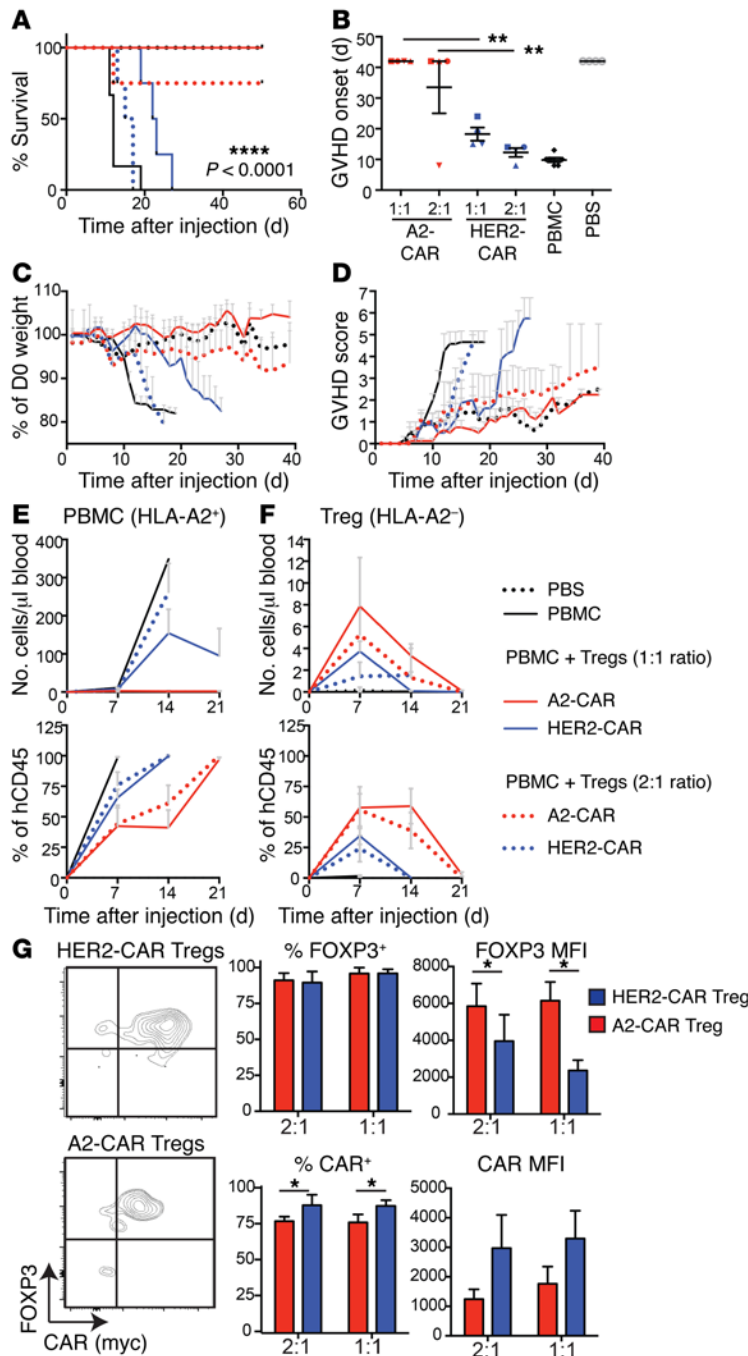 A
% Survival
100
50
0
0 20 40 60
Time after injection (d)
****
P < 0.0001
B
GVHD onset (d)
50
40
30
20
10
0
**
**
1:1 2:1 1:1 2:1
A2-CAR
HER2-CAR
PBMC
PBS
C
% of D0 weight
110
100
90
80
0 10 20 30 40
Time after injection (d)
D
GVHD score
7
6
5
4
3
2
1
0
0 10 20 30 40
Time after injection (d)
E
PBMC (HLA-A2+)
No. cells/μl blood
400
300
200
100
0
0 7 14 21
% of hCD45
125
100
75
50
25
0
0 7 14 21
Time after injection (d)
F
Treg (HLA-A2–)
No. cells/μl blood
14
12
10
8
6
4
2
0
0 7 14 21
% of hCD45
125
100
75
50
25
0
0 7 14 21
Time after injection (d)
PBS
PBMC
PBMC + Tregs (1:1 ratio)
A2-CAR
HER2-CAR
PBMC + Tregs (2:1 ratio)
A2-CAR
HER2-CAR
G
HER2-CAR Tregs
A2-CAR Tregs
FOXP3
CAR (myc)
% FOXP3+
100
75
50
25
0
2:1 1:1
FOXP3 MFI
8000
6000
4000
2000
0
* *
2:1 1:1
HER2-CAR Treg
A2-CAR Treg
% CAR+
100
75
50
25
0
* *
2:1 1:1
CAR MFI
5000
4000
3000
2000
1000
0
2:1 1:1